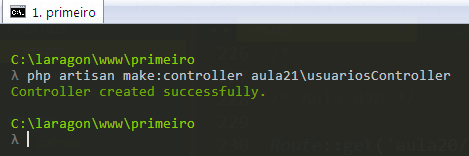 1. primeiro
C:\laragon\www\primeiro
λ php artisan make:controller aula21\usuariosController
Controller created successfully.
C:\laragon\www\primeiro
λ